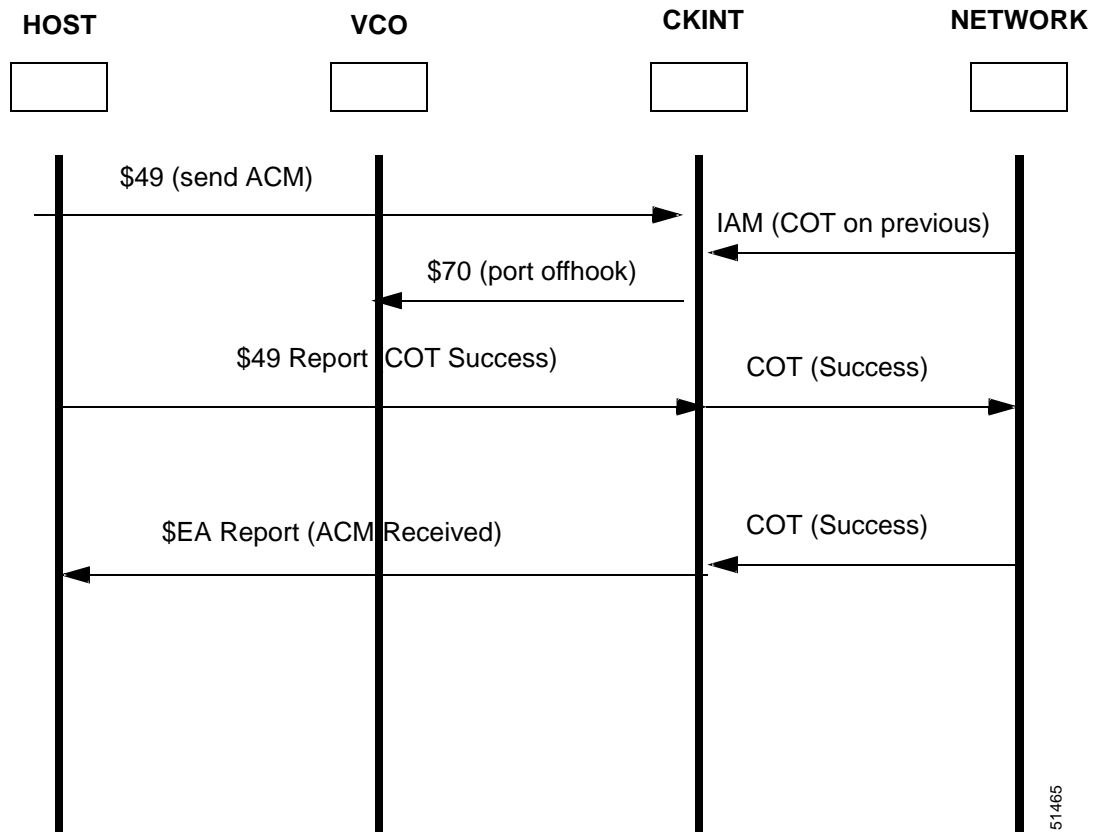 HOST
VCO
CKINT
NETWORK
$49 (send ACM)
IAM (COT on previous)
$70 (port offhook)
$49 Report (COT Success)
COT (Success)
$EA Report (ACM Received)
COT (Success)
51465